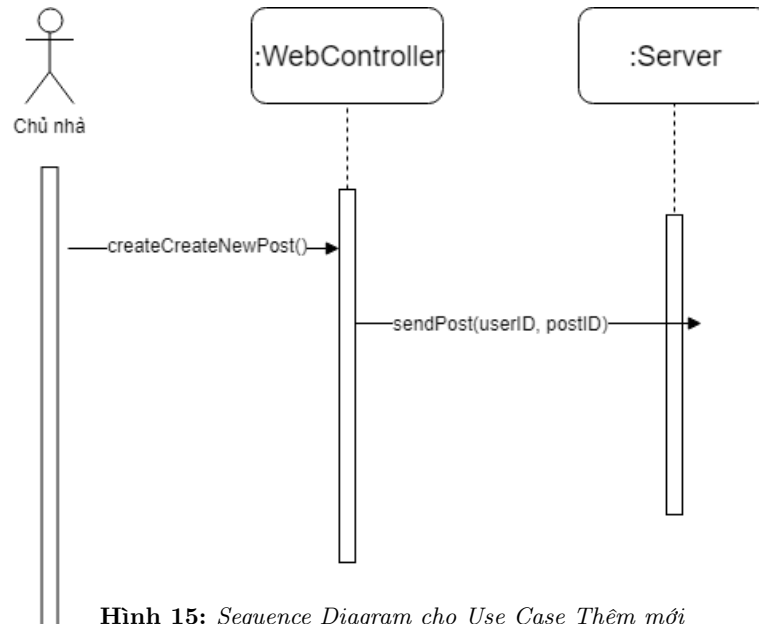 :WebController
:Server
Chủ nhà
createCreateNewPost()
sendPost(userID, postID)
Hình 15: Sequence Diagram cho Use Case Thêm mới